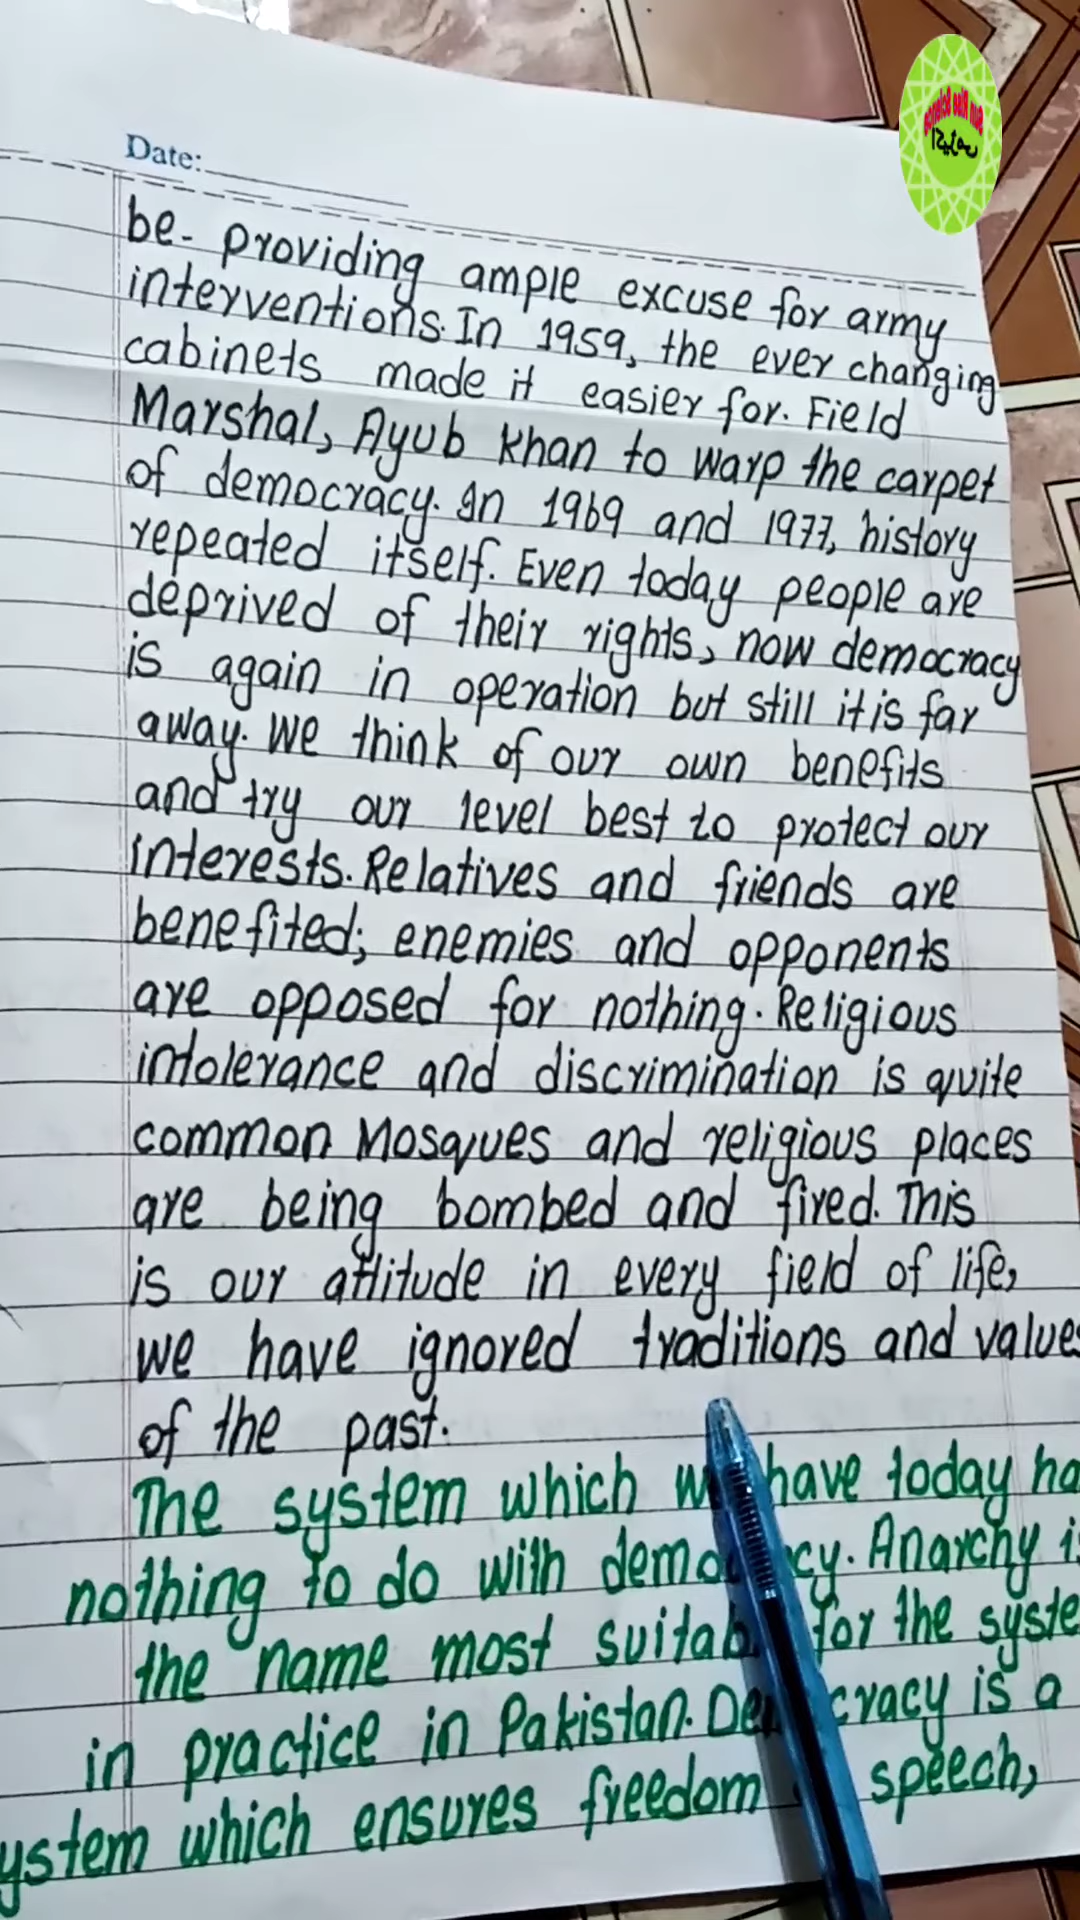 Date:
be- providing ample excuse for army
interventions. In 1959, the ever changing
cabinets made it easier for. Field
Marshal, Ayub khan to warp the carpet
of democracy. In 1969 and 1977, history
repeated itself. Even today people are
deprived of their rights, now democracy
is again in operation but still it is far
away. We think of our own benefits
and try our level best to protect our
interests. Relatives and friends are
benefited; enemies and opponents
are opposed for nothing. Religious
intolerance and discrimination is quite
common Mosques and religious places
are being bombed and fired. This
is our attitude in every field of life,
we have ignored traditions and value
of the past.
The system which have today ha
nothing to do with demo cy. Anarchy i
the name most suitab for the syste
in practice in Pakistan. De cracy is a
ystem which ensures freedom speech,